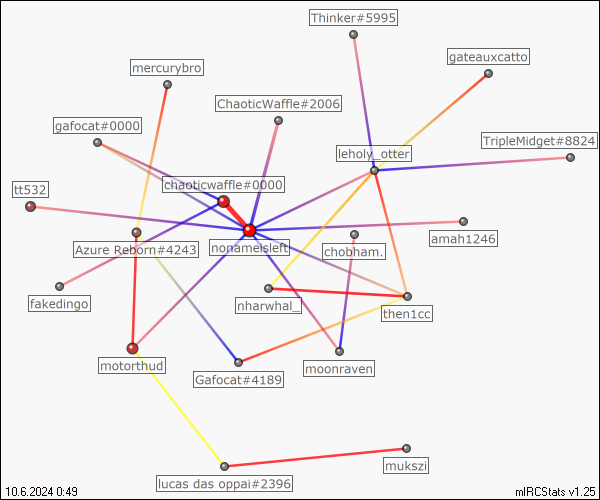 Thinker#5995
gateauxcatto
mercurybro
ChaoticWaffle#2006
gafocat#0000
TripleMidget#8824
leholy_otter
chaoticwaffle#0000
tt532
amah1246
nonameisleft
Azure Reborn#4243
chobham.
fakedingo
nharwhal_
then1cc
motorthud
moonraven
Gafocat#4189
mukszi
lucas das oppai#2396
10.6.2024 0:49
mIRCStats v1.25